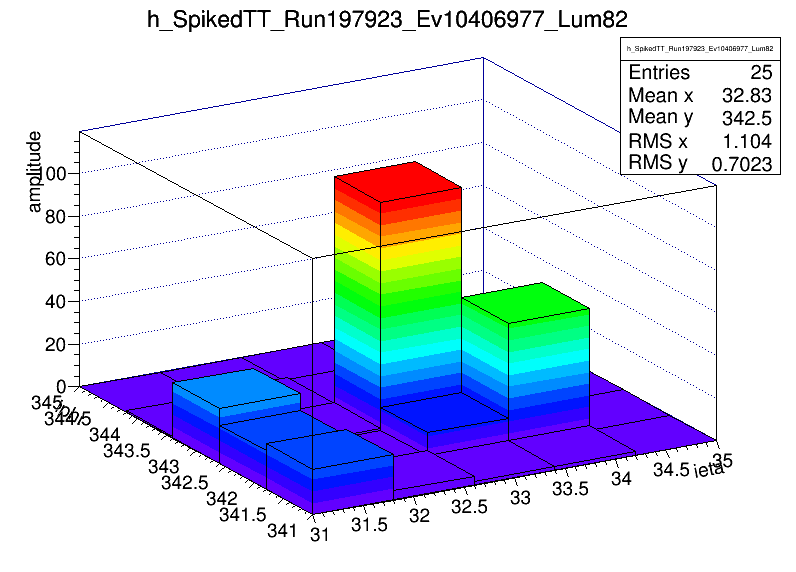 h_SpikedTT_Run197923_Ev10406977_Lum82
h_SpikedTT_Run197923_Ev10406977_Lum82
Entries 25
Mean x 32.83
Mean y 342.5
RMS x 1.104
RMS y 0.7023
amplitude
100
80
60
40
20
0
345
344.5
344
343.5
343
342.5
342
341.5
341
31
31.5
32
32.5
33
33.5
34
34.5
35
ieta